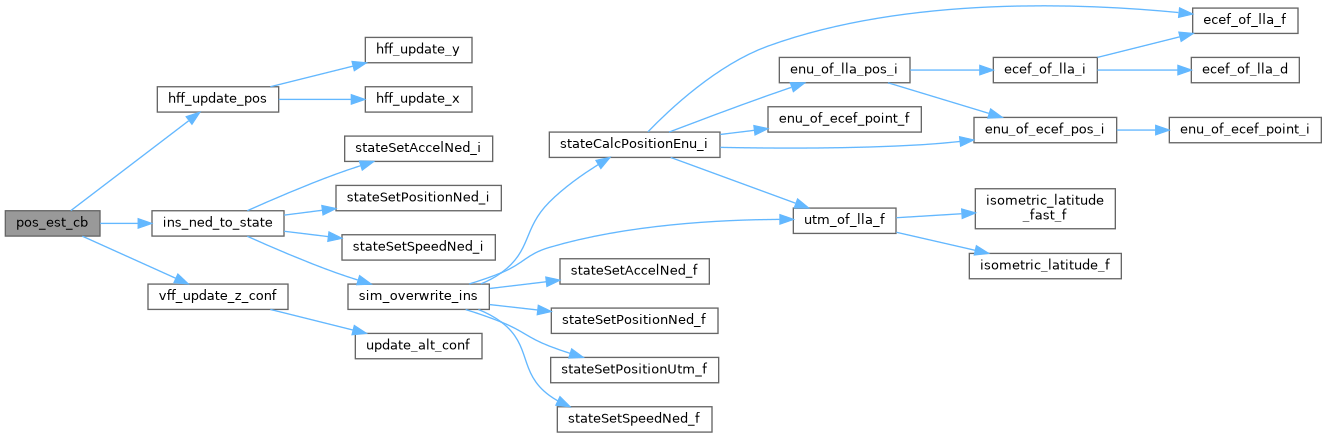 pos_est_cb
hff_update_pos
hff_update_y
hff_update_x
ins_ned_to_state
stateSetAccelNed_i
stateSetPositionNed_i
stateSetSpeedNed_i
sim_overwrite_ins
stateCalcPositionEnu_i
ecef_of_lla_f
enu_of_lla_pos_i
ecef_of_lla_i
ecef_of_lla_d
enu_of_ecef_point_f
enu_of_ecef_pos_i
enu_of_ecef_point_i
utm_of_lla_f
isometric_latitude
_fast_f
isometric_latitude_f
stateSetAccelNed_f
stateSetPositionNed_f
stateSetPositionUtm_f
stateSetSpeedNed_f
vff_update_z_conf
update_alt_conf